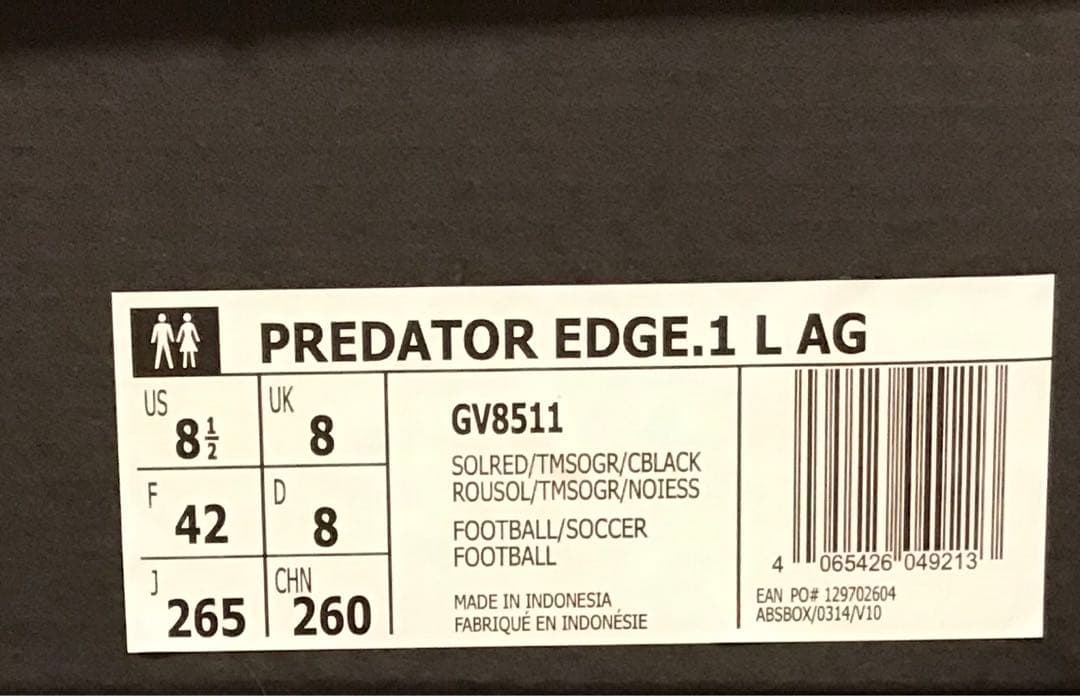 PREDATOR EDGE.1 L AG
US 8½
UK 8
F 42
D 8
J 265
CHN 260
GV8511
SOLRED/TMSOGR/CBLACK
ROUSOL/TMSOGR/NOIESS
FOOTBALL/SOCCER
FOOTBALL
MADE IN INDONESIA
FABRIQUÉ EN INDONÉSIE
4 065426 049213
EAN PO# 129702604
ABSBOX/0314/V10